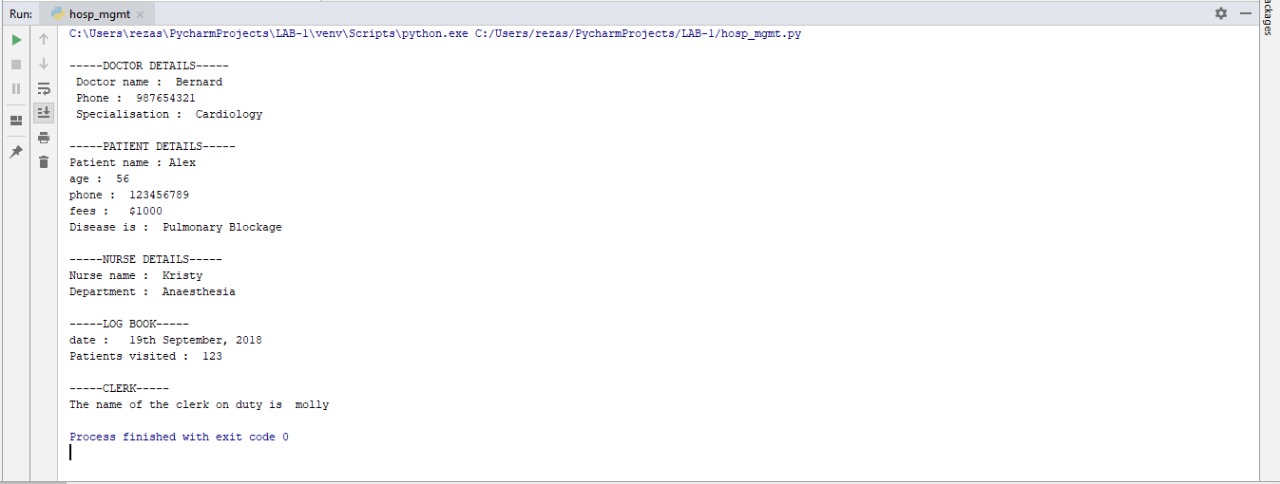 Run: hosp_mgmt
ackages
C:\Users\rezas\PycharmProjects\LAB-1\venv\Scripts\python.exe C:/Users/rezas/PycharmProjects/LAB-1/hosp_mgmt.py
-----DOCTOR DETAILS-----
Doctor name :  Bernard
Phone :  987654321
Specialisation :  Cardiology
-----PATIENT DETAILS-----
Patient name : Alex
age :  56
phone :  123456789
fees :   $1000
Disease is :  Pulmonary Blockage
-----NURSE DETAILS-----
Nurse name :  Kristy
Department :  Anaesthesia
-----LOG BOOK-----
date :   19th September, 2018
Patients visited :  123
-----CLERK-----
The name of the clerk on duty is  molly
Process finished with exit code 0